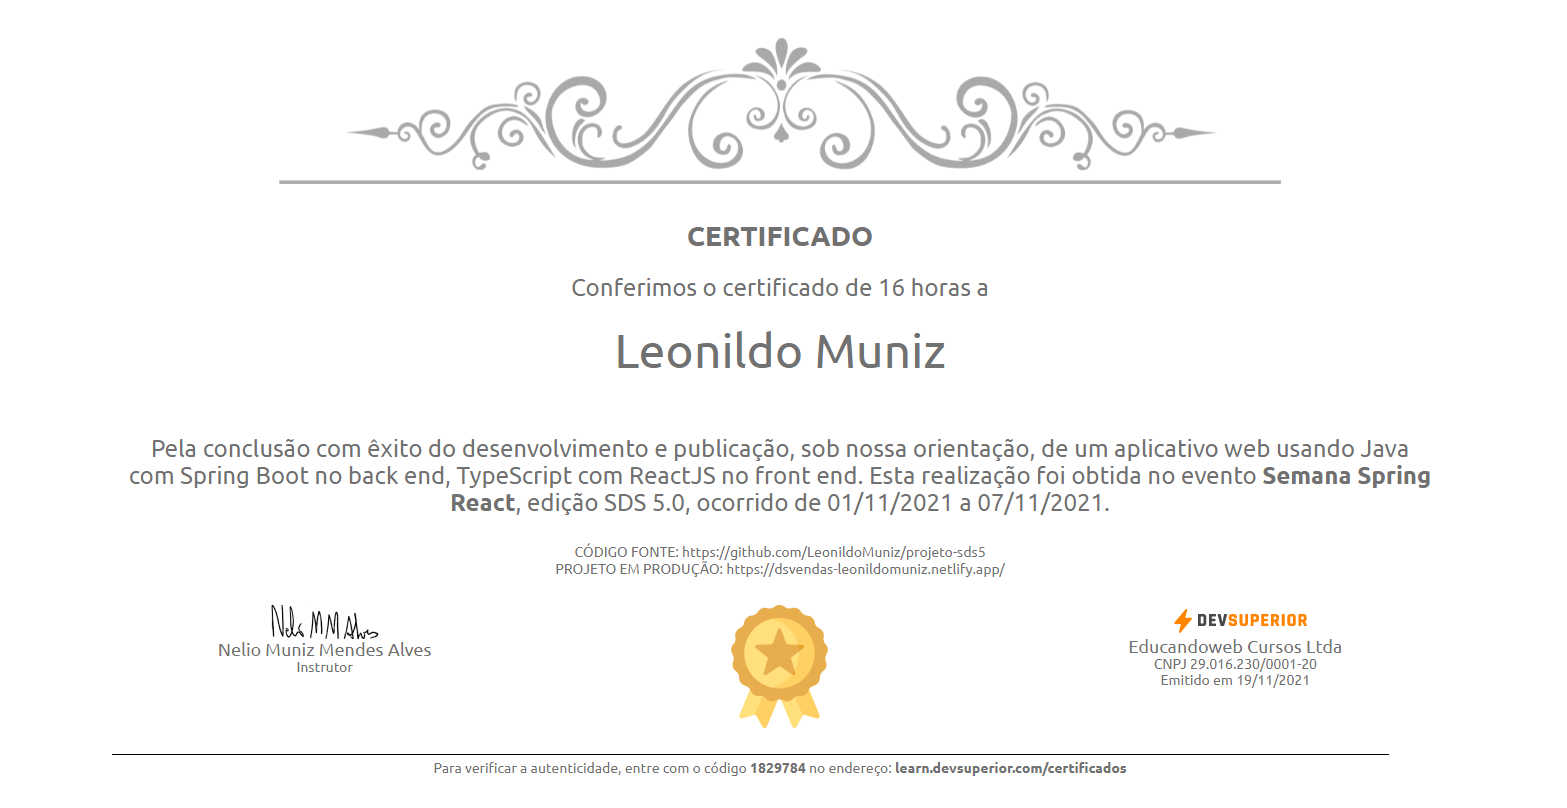 CERTIFICADO
Conferimos o certificado de 16 horas a
Leonildo Muniz
Pela conclusão com êxito do desenvolvimento e publicação, sob nossa orientação, de um aplicativo web usando Java
com Spring Boot no back end, TypeScript com ReactJS no front end. Esta realização foi obtida no evento Semana Spring
React, edição SDS 5.0, ocorrido de 01/11/2021 a 07/11/2021.
CÓDIGO FONTE: https://github.com/LeonildoMuniz/projeto-sds5
PROJETO EM PRODUÇÃO: https://dsvendas-leonildomuniz.netlify.app/
Nelio M M Alves
Nelio Muniz Mendes Alves
Instrutor
DEVSUPERIOR
Educandoweb Cursos Ltda
CNPJ 29.016.230/0001-20
Emitido em 19/11/2021
Para verificar a autenticidade, entre com o código 1829784 no endereço: learn.devsuperior.com/certificados